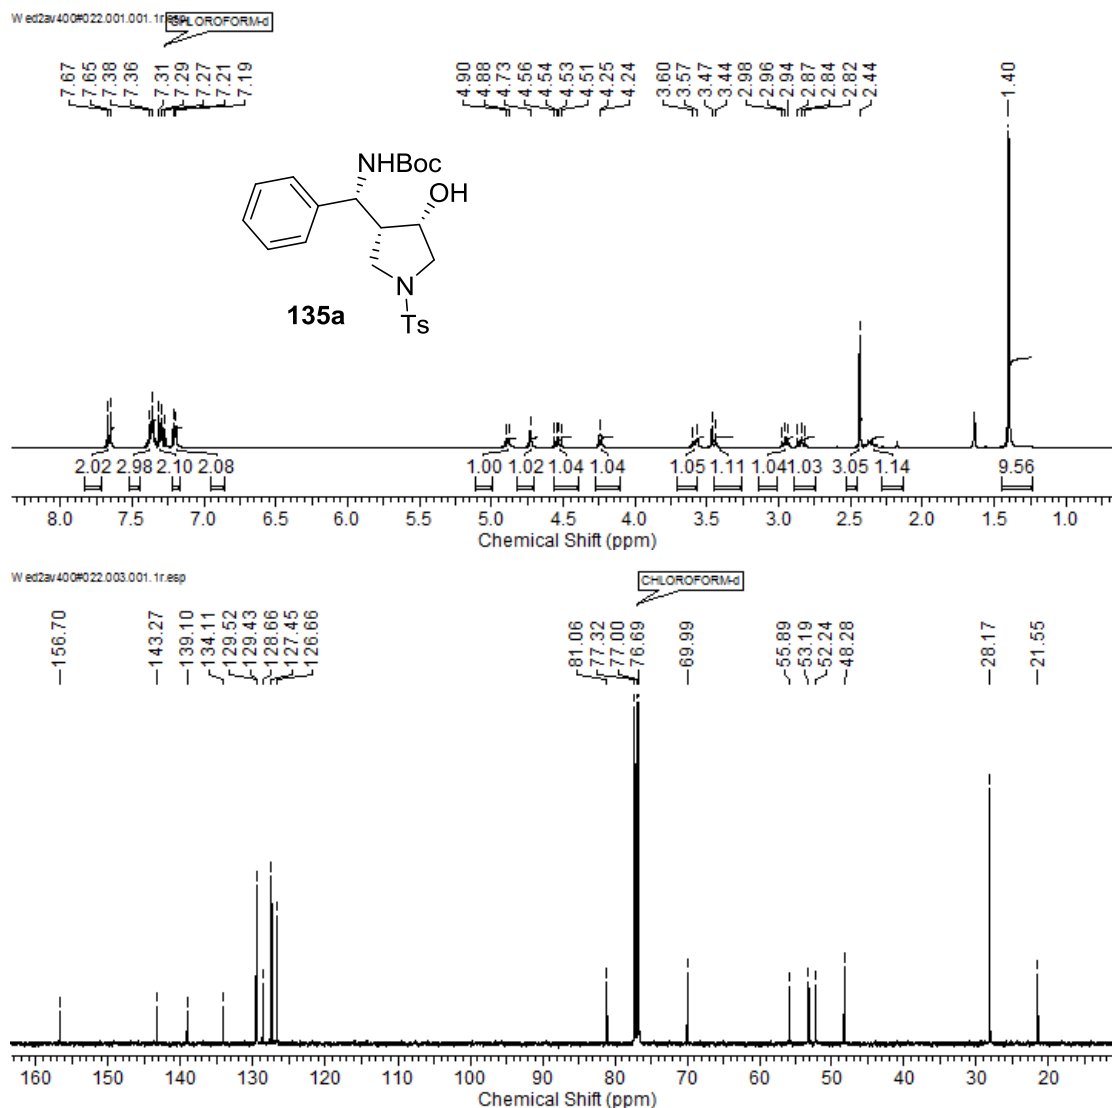 W ed2av400#022.001.001.1r.esp
CHLOROFORM-d
7.67 7.65 7.38 7.36 7.31 7.29 7.27 7.21 7.19 4.90 4.88 4.73 4.56 4.54 4.53 4.51 4.25 4.24 3.60 3.57 3.47 3.44 2.98 2.96 2.94 2.87 2.84 2.82 2.44 1.40
NHBoc
OH
N
135a
Ts
2.02 2.98 2.10 2.08 1.00 1.02 1.04 1.04 1.05 1.11 1.04 1.03 3.05 1.14 9.56
8.0 7.5 7.0 6.5 6.0 5.5 5.0 4.5 4.0 3.5 3.0 2.5 2.0 1.5 1.0
Chemical Shift (ppm)
W ed2av400#022.003.001.1r.esp
CHLOROFORM-d
156.70 143.27 139.10 134.11 129.52 129.43 128.66 127.45 126.66 81.06 77.32 77.00 76.69 69.99 55.89 53.19 52.24 48.28 28.17 21.55
160 150 140 130 120 110 100 90 80 70 60 50 40 30 20
Chemical Shift (ppm)